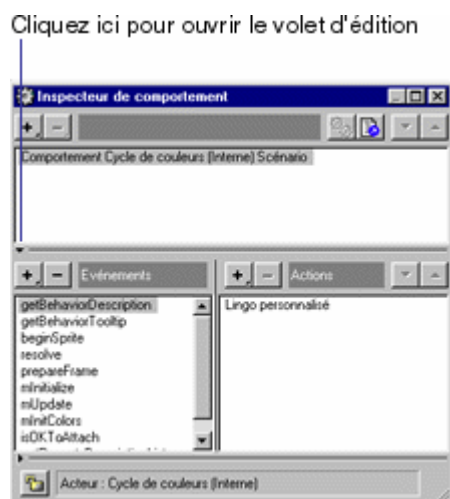 Cliquez ici pour ouvrir le volet d'édition
Inspecteur de comportement
Comportement Cycle de couleurs (Interne) Scénario
Evénements
Actions
getBehaviorDescription
Lingo personnalisé
getBehaviorTooltip
beginSprite
resolve
prepareFrame
mInitialize
mUpdate
mInitColors
isOKToAttach
Acteur : Cycle de couleurs (Interne)